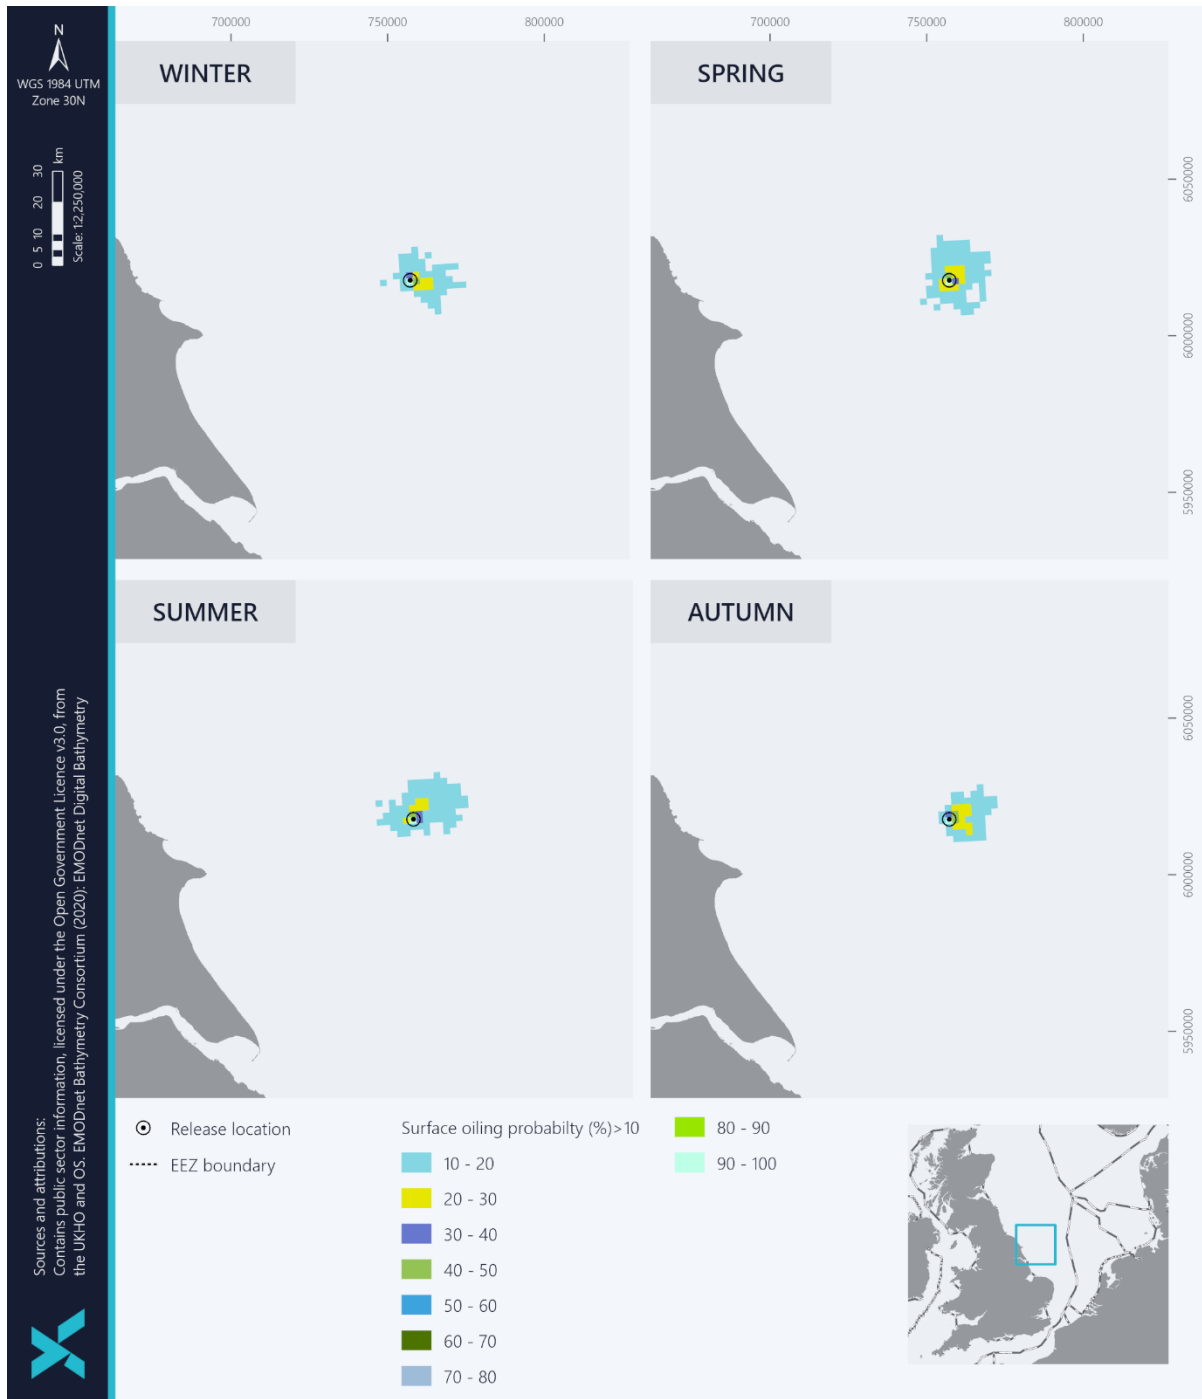 N
WGS 1984 UTM
Zone 30N
0 5 10 20 30
km
Scale: 1:2,250,000
Sources and attributions:
Contains public sector information, licensed under the Open Government Licence v3.0, from
the UKHO and OS. EMODnet Bathymetry Consortium (2020): EMODnet Digital Bathymetry
700000 750000 800000
700000 750000 800000
WINTER
SPRING
6050000
6000000
5950000
SUMMER
AUTUMN
6050000
6000000
5950000
Release location
EEZ boundary
Surface oiling probabilty (%)>10
10 - 20
20 - 30
30 - 40
40 - 50
50 - 60
60 - 70
70 - 80
80 - 90
90 - 100